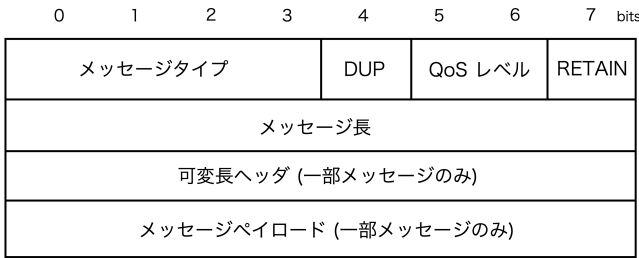 0 1 2 3 4 5 6 7 bits
メッセージタイプ DUP QoS レベル RETAIN
メッセージ長
可変長ヘッダ (一部メッセージのみ)
メッセージペイロード (一部メッセージのみ)